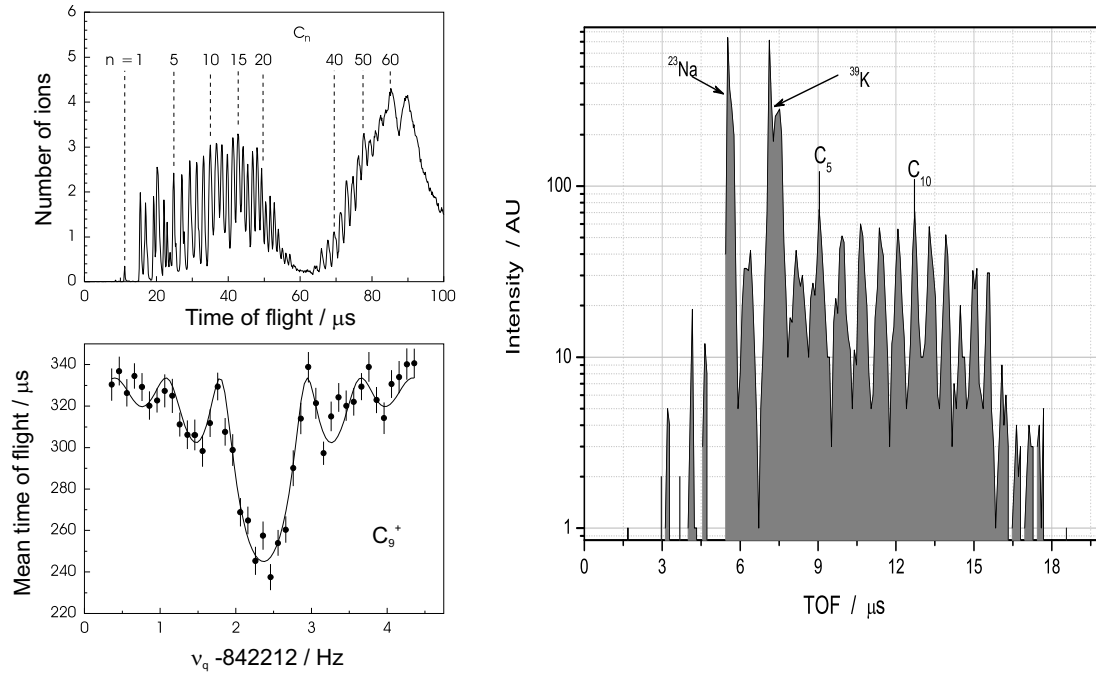 C_n
n = 1 5 10 15 20 40 50 60
Number of ions
6
5
4
3
2
1
0
0 20 40 60 80 100
Time of flight / μs
Mean time of flight / μs
340
320
300
280
260
240
220
C_9^+
0 1 2 3 4
ν_q -842212 / Hz
^23Na
^39K
C_5
C_10
Intensity / AU
100
10
1
0 3 6 9 12 15 18
TOF / μs